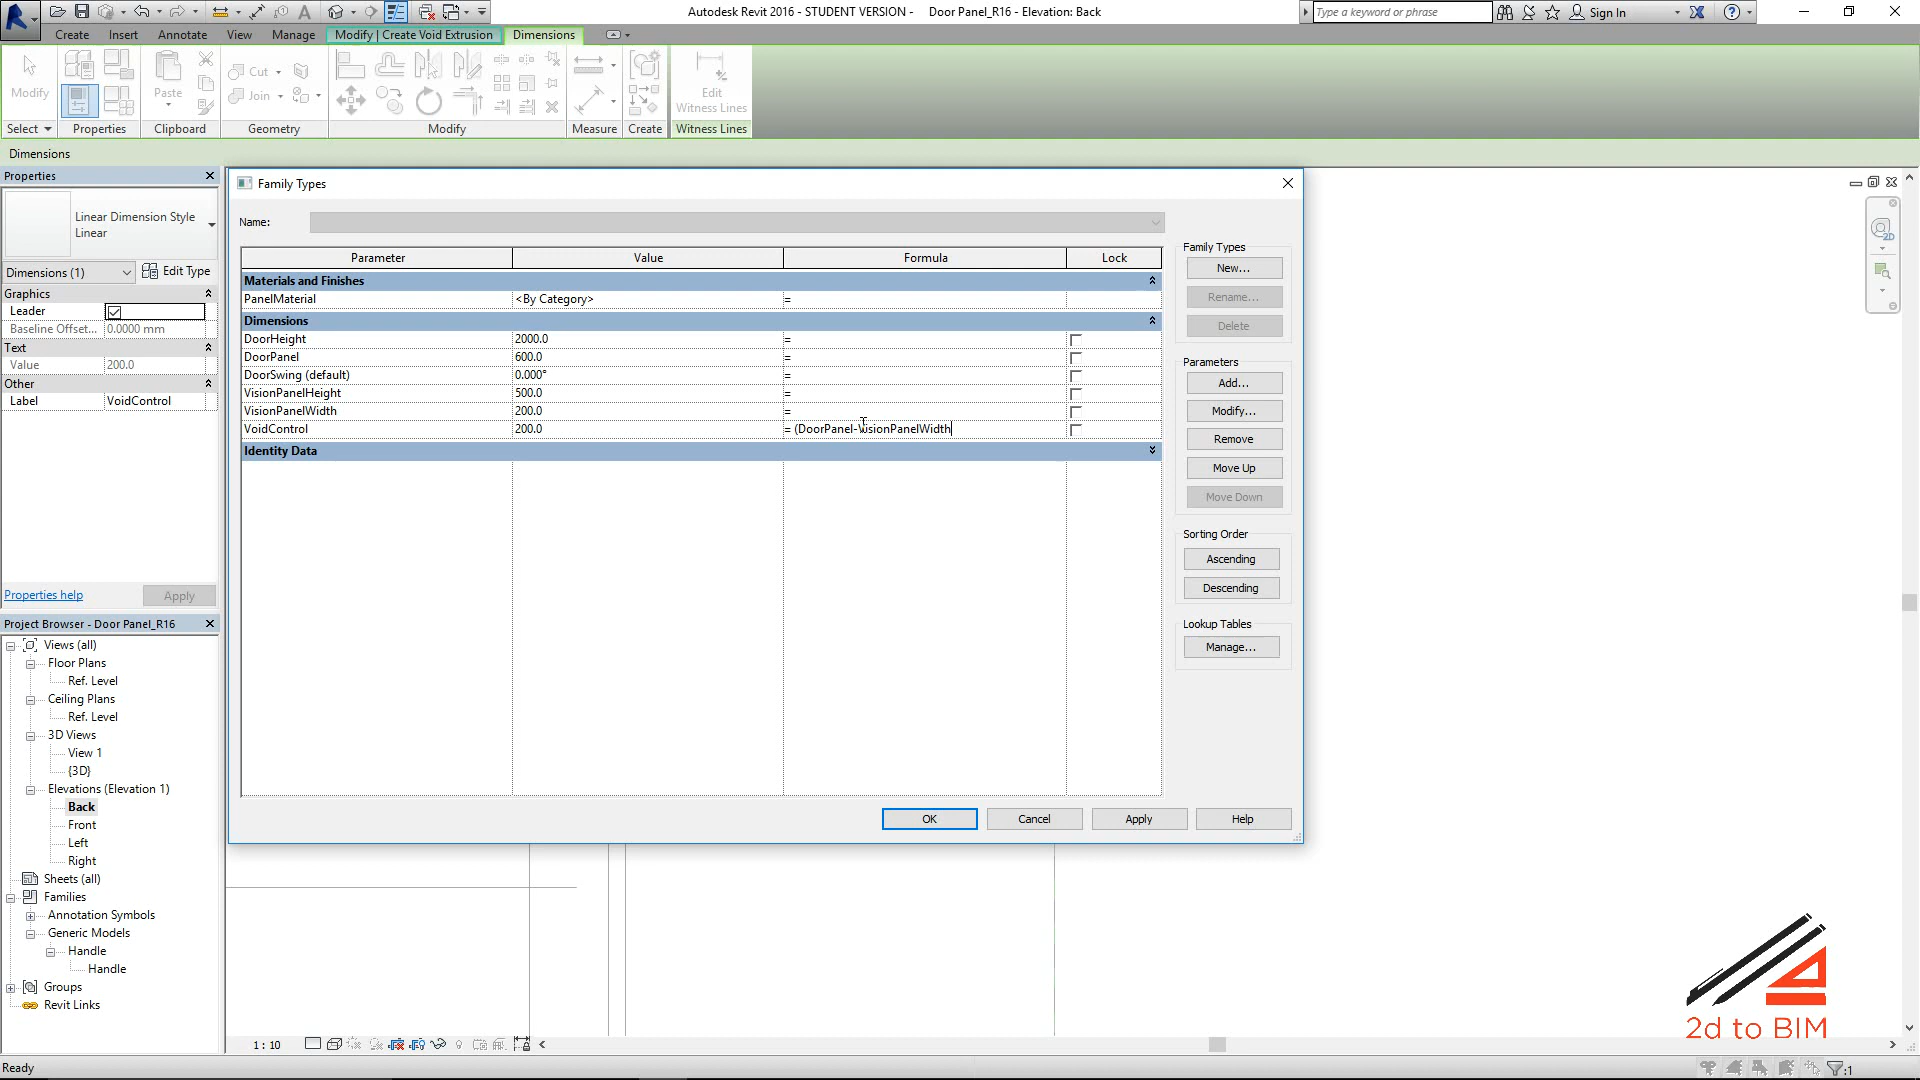 Autodesk Revit 2016 - STUDENT VERSION - Door Panel_R16 - Elevation: Back
Type a keyword or phrase
Sign In
Create Insert Annotate View Manage Modify | Create Void Extrusion Dimensions
Modify
Paste
Cut
Join
Edit
Witness Lines
Select Properties Clipboard Geometry Modify Measure Create Witness Lines
Dimensions
Properties
Linear Dimension Style
Linear
Dimensions (1) Edit Type
Graphics
Leader
Baseline Offset... 0.0000 mm
Text
Value 200.0
Other
Label VoidControl
Properties help Apply
Project Browser - Door Panel_R16
Views (all)
Floor Plans
Ref. Level
Ceiling Plans
Ref. Level
3D Views
View 1
{3D}
Elevations (Elevation 1)
Back
Front
Left
Right
Sheets (all)
Families
Annotation Symbols
Generic Models
Handle
Handle
Groups
Revit Links
Family Types
Name:
Parameter Value Formula Lock
Materials and Finishes
PanelMaterial <By Category> =
Dimensions
DoorHeight 2000.0 =
DoorPanel 600.0 =
DoorSwing (default) 0.000° =
VisionPanelHeight 500.0 =
VisionPanelWidth 200.0 =
VoidControl 200.0 = (DoorPanel-VisionPanelWidth
Identity Data
Family Types
New...
Rename...
Delete
Parameters
Add...
Modify...
Remove
Move Up
Move Down
Sorting Order
Ascending
Descending
Lookup Tables
Manage...
OK Cancel Apply Help
2D
1 : 10
2d to BIM
Ready
:1